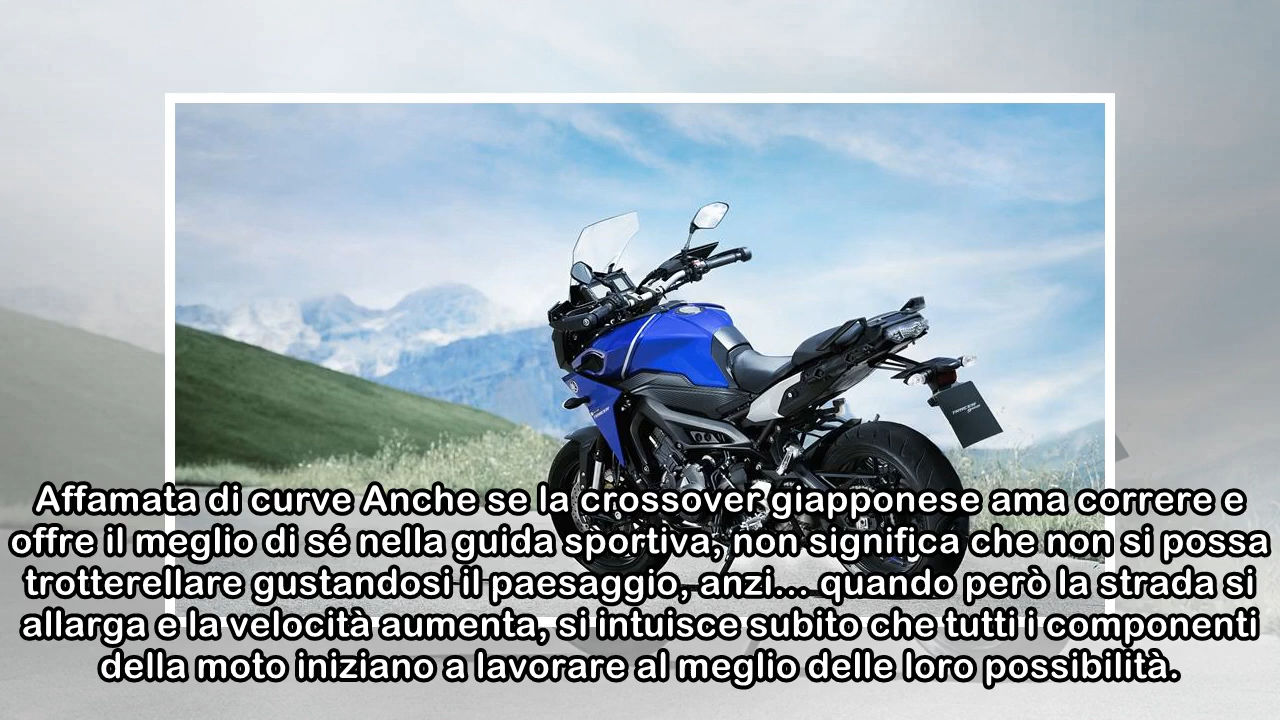 TRACER
Affamata di curve Anche se la crossover giapponese ama correre e
offre il meglio di sé nella guida sportiva, non significa che non si possa
trotterellare gustandosi il paesaggio, anzi... quando però la strada si
allarga e la velocità aumenta, si intuisce subito che tutti i componenti
della moto iniziano a lavorare al meglio delle loro possibilità.